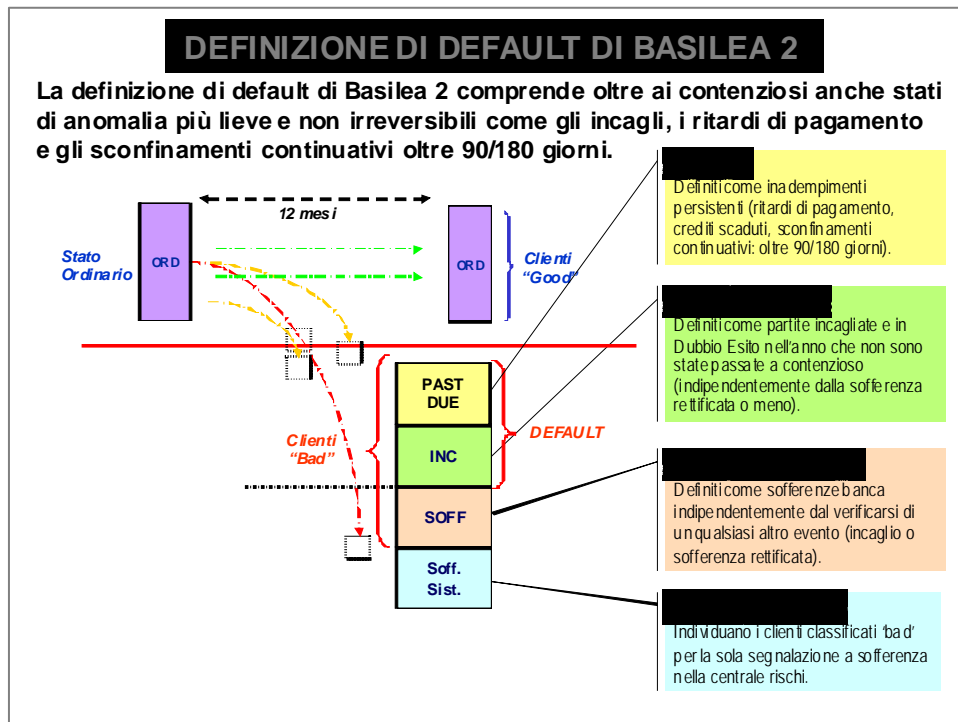 DEFINIZIONE DI DEFAULT DI BASILEA 2
La definizione di default di Basilea 2 comprende oltre ai contenziosi anche stati
di anomalia più lieve e non irreversibili come gli incagli, i ritardi di pagamento
e gli sconfinamenti continuativi oltre 90/180 giorni.
12 mesi
Stato
Ordinario
ORD
ORD
Clienti
“Good”
Definiti come inadempimenti
persistenti (ritardi di pagamento,
crediti scaduti, sconfinamenti
continuativi: oltre 90/180 giorni).
Definiti come partite incagliate e in
Dubbio Esito nell'anno che non sono
state passate a contenzioso
(indipendentemente dalla sofferenza
rettificata o meno).
PAST
DUE
Clienti
“Bad”
DEFAULT
INC
SOFF
Definiti come sofferenze banca
indipendentemente dal verificarsi di
un qualsiasi altro evento (incaglio o
sofferenza rettificata).
Soff.
Sist.
Individuano i clienti classificati 'bad'
per la sola segnalazione a sofferenza
nella centrale rischi.